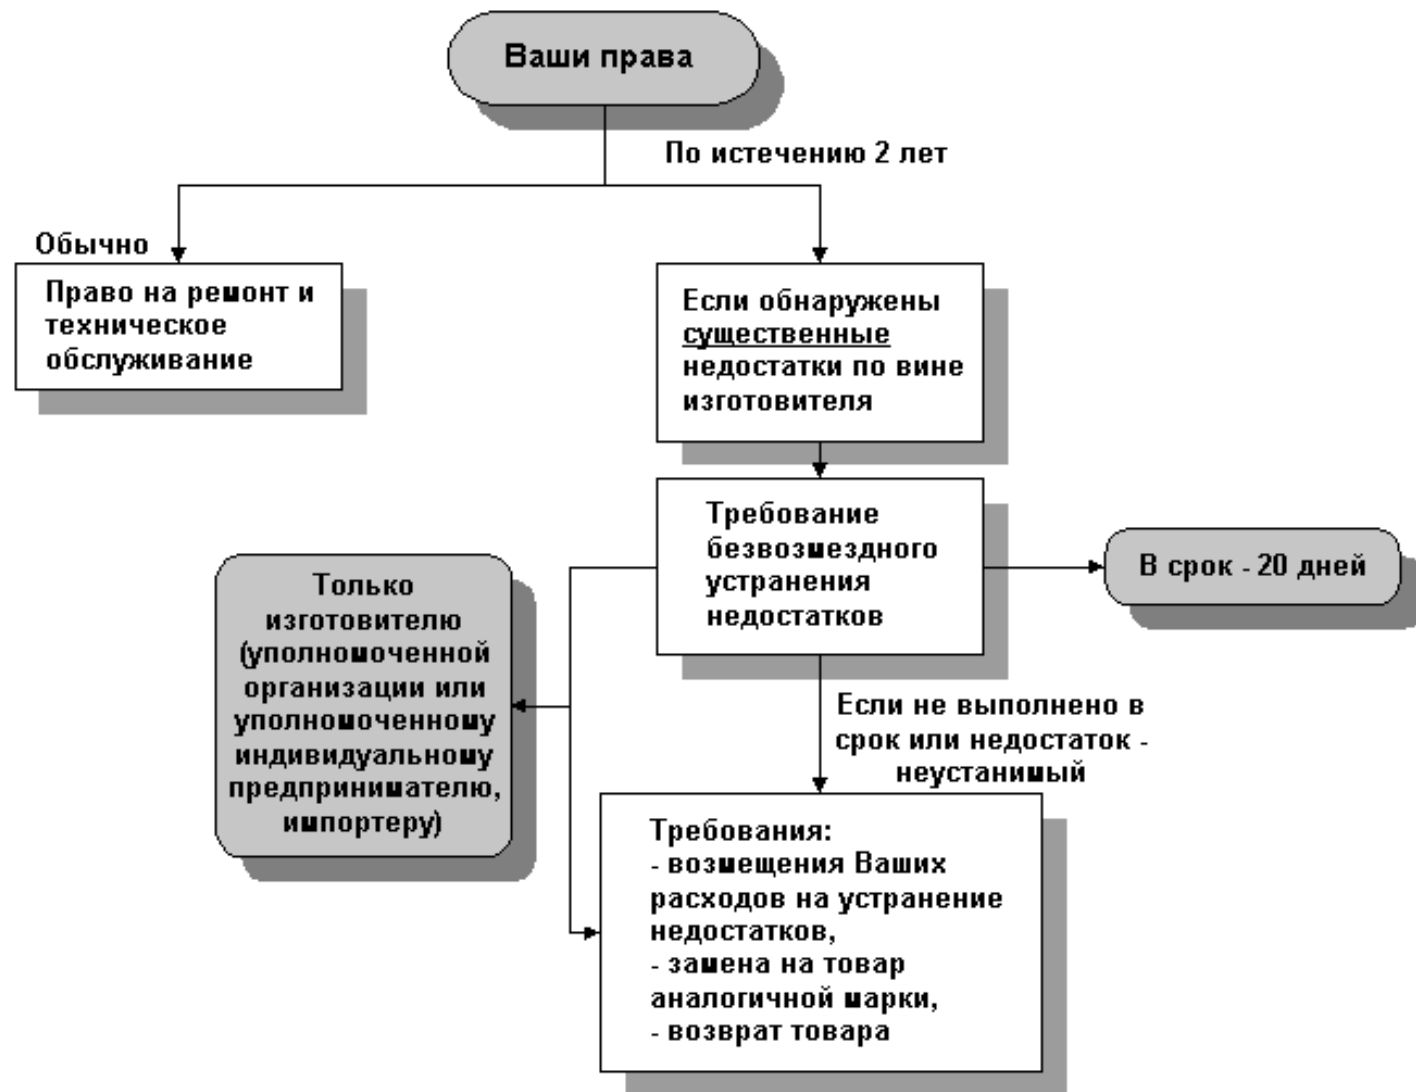 Ваши права
По истечению 2 лет
Обычно
Право на ремонт и
техническое
обслуживание
Если обнаружены
существенные
недостатки по вине
изготовителя
Требование
безвозмездного
устранения
недостатков
В срок - 20 дней
Только
изготовителю
(уполномоченной
организации или
уполномоченному
индивидуальному
предпринимателю,
импортеру)
Если не выполнено в
срок или недостаток -
неустанимый
Требования:
- возмещения Ваших
расходов на устранение
недостатков,
- замена на товар
аналогичной марки,
- возврат товара